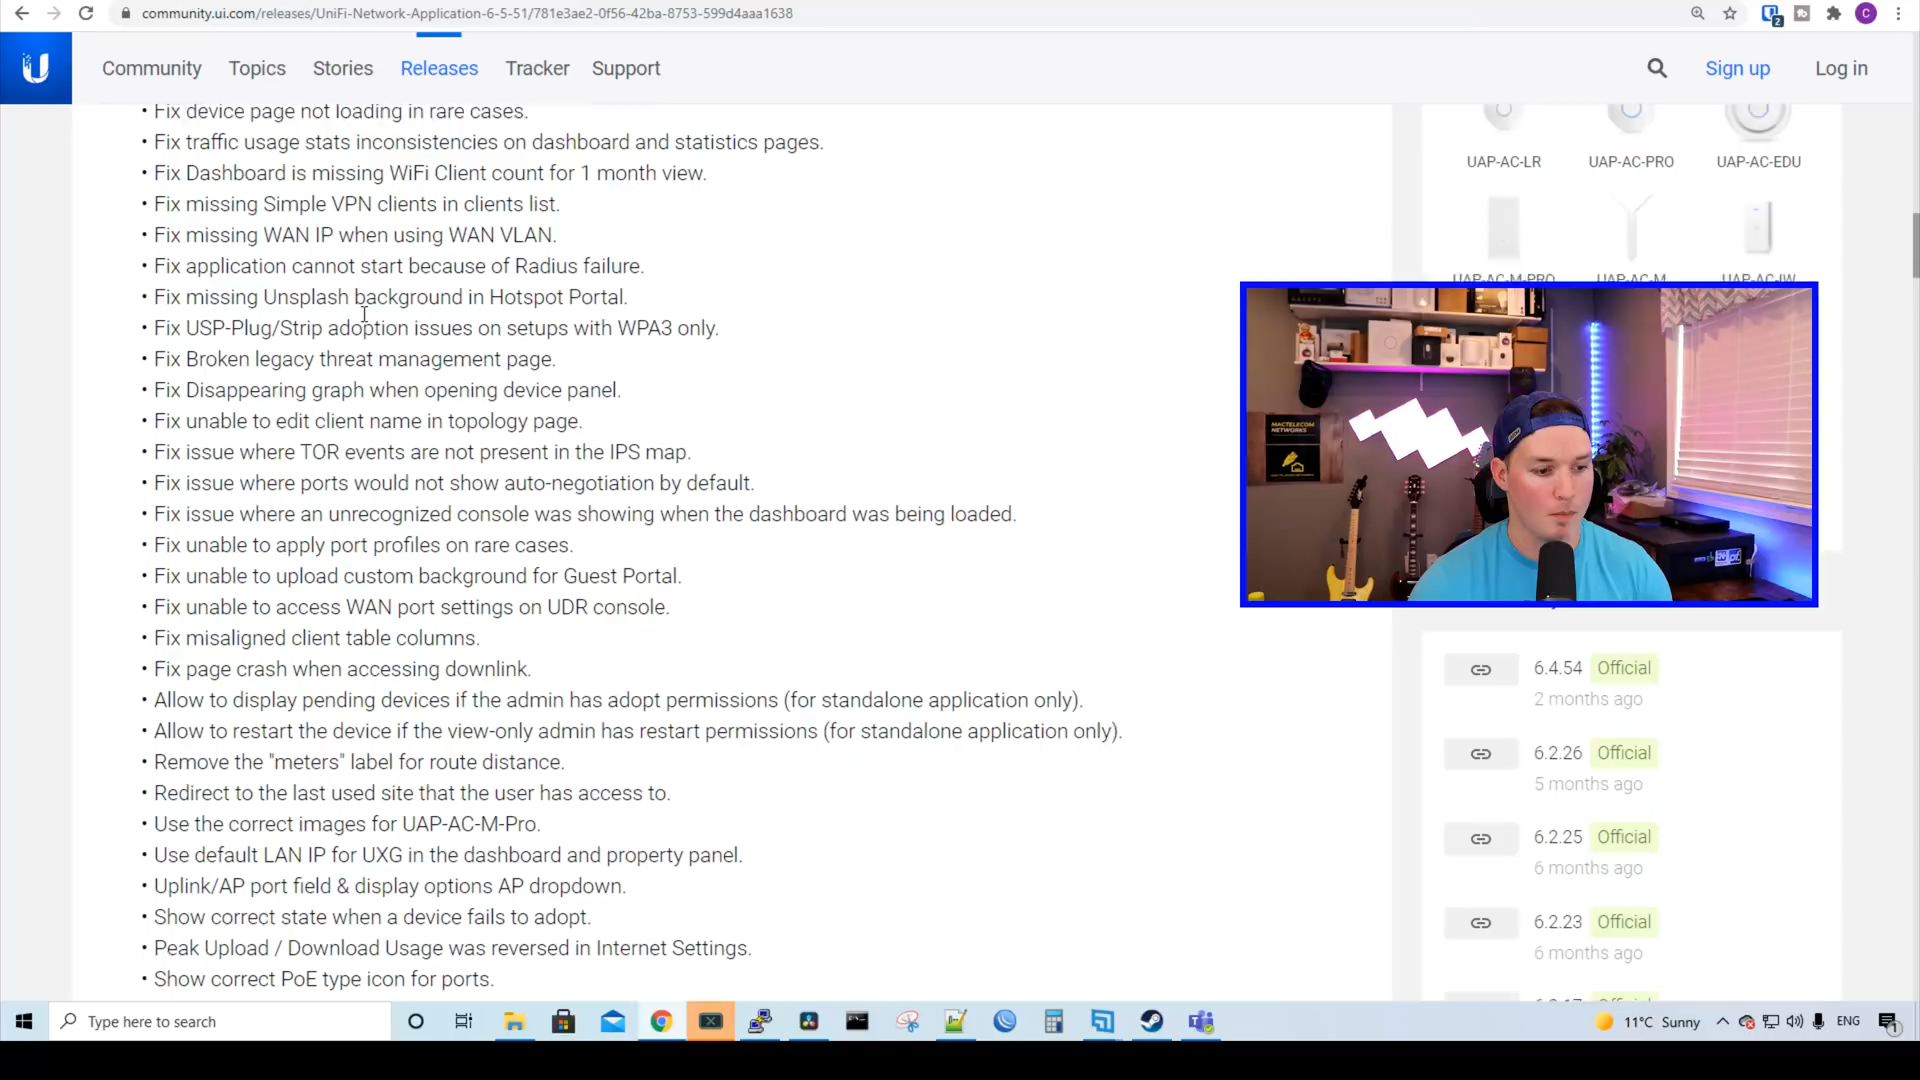 community.ui.com/releases/UniFi-Network-Application-6-5-51/781e3ae2-0f56-42ba-8753-599d4aaa1638
2
C
Community Topics Stories Releases Tracker Support
Sign up Log in
• Fix device page not loading in rare cases.
• Fix traffic usage stats inconsistencies on dashboard and statistics pages.
• Fix Dashboard is missing WiFi Client count for 1 month view.
• Fix missing Simple VPN clients in clients list.
• Fix missing WAN IP when using WAN VLAN.
• Fix application cannot start because of Radius failure.
• Fix missing Unsplash background in Hotspot Portal.
• Fix USP-Plug/Strip adoption issues on setups with WPA3 only.
• Fix Broken legacy threat management page.
• Fix Disappearing graph when opening device panel.
• Fix unable to edit client name in topology page.
• Fix issue where TOR events are not present in the IPS map.
• Fix issue where ports would not show auto-negotiation by default.
• Fix issue where an unrecognized console was showing when the dashboard was being loaded.
• Fix unable to apply port profiles on rare cases.
• Fix unable to upload custom background for Guest Portal.
• Fix unable to access WAN port settings on UDR console.
• Fix misaligned client table columns.
• Fix page crash when accessing downlink.
• Allow to display pending devices if the admin has adopt permissions (for standalone application only).
• Allow to restart the device if the view-only admin has restart permissions (for standalone application only).
• Remove the "meters" label for route distance.
• Redirect to the last used site that the user has access to.
• Use the correct images for UAP-AC-M-Pro.
• Use default LAN IP for UXG in the dashboard and property panel.
• Uplink/AP port field & display options AP dropdown.
• Show correct state when a device fails to adopt.
• Peak Upload / Download Usage was reversed in Internet Settings.
• Show correct PoE type icon for ports.
UAP-AC-LR UAP-AC-PRO UAP-AC-EDU
UAP-AC-M-PRO UAP-AC-M UAP-AC-IW
MACTELECOM
NETWORKS
6.4.54 Official
2 months ago
6.2.26 Official
5 months ago
6.2.25 Official
6 months ago
6.2.23 Official
6 months ago
Type here to search
11°C Sunny
ENG
1